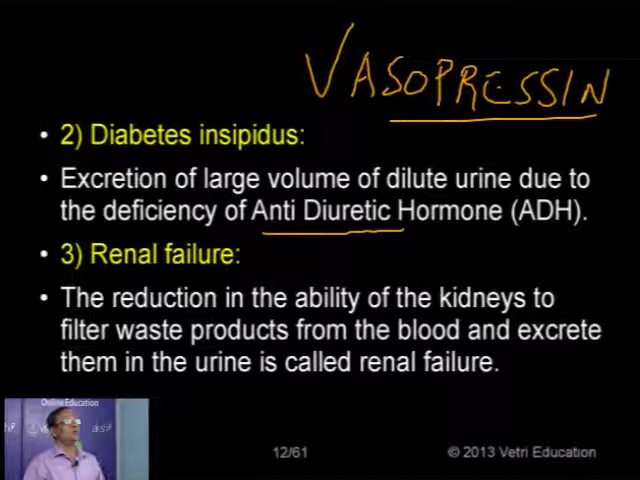 VASOPRESSIN
• 2) Diabetes insipidus:
• Excretion of large volume of dilute urine due to
the deficiency of Anti Diuretic Hormone (ADH).
• 3) Renal failure:
• The reduction in the ability of the kidneys to
filter waste products from the blood and excrete
them in the urine is called renal failure.
Online Education
12/61
© 2013 Vetri Education